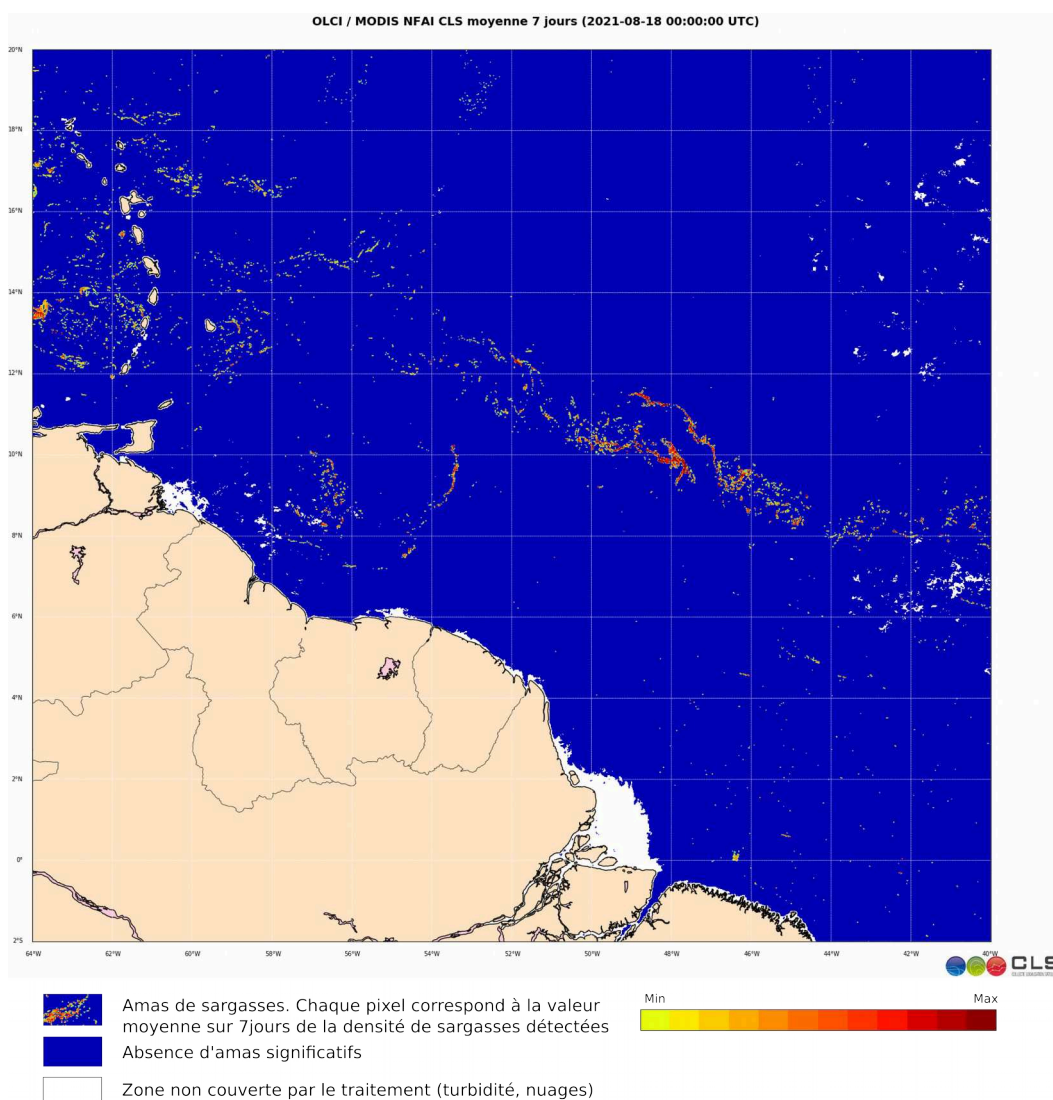 OLCI / MODIS NFAI CLS moyenne 7 jours (2021-08-18 00:00:00 UTC)
20°N
18°N
16°N
14°N
12°N
10°N
8°N
6°N
4°N
2°N
0°
2°S
64°W 62°W 60°W 58°W 56°W 54°W 52°W 50°W 48°W 46°W 44°W 42°W 40°W
CLS
Amas de sargasses. Chaque pixel correspond à la valeur
moyenne sur 7jours de la densité de sargasses détectées
Min Max
Absence d'amas significatifs
Zone non couverte par le traitement (turbidité, nuages)